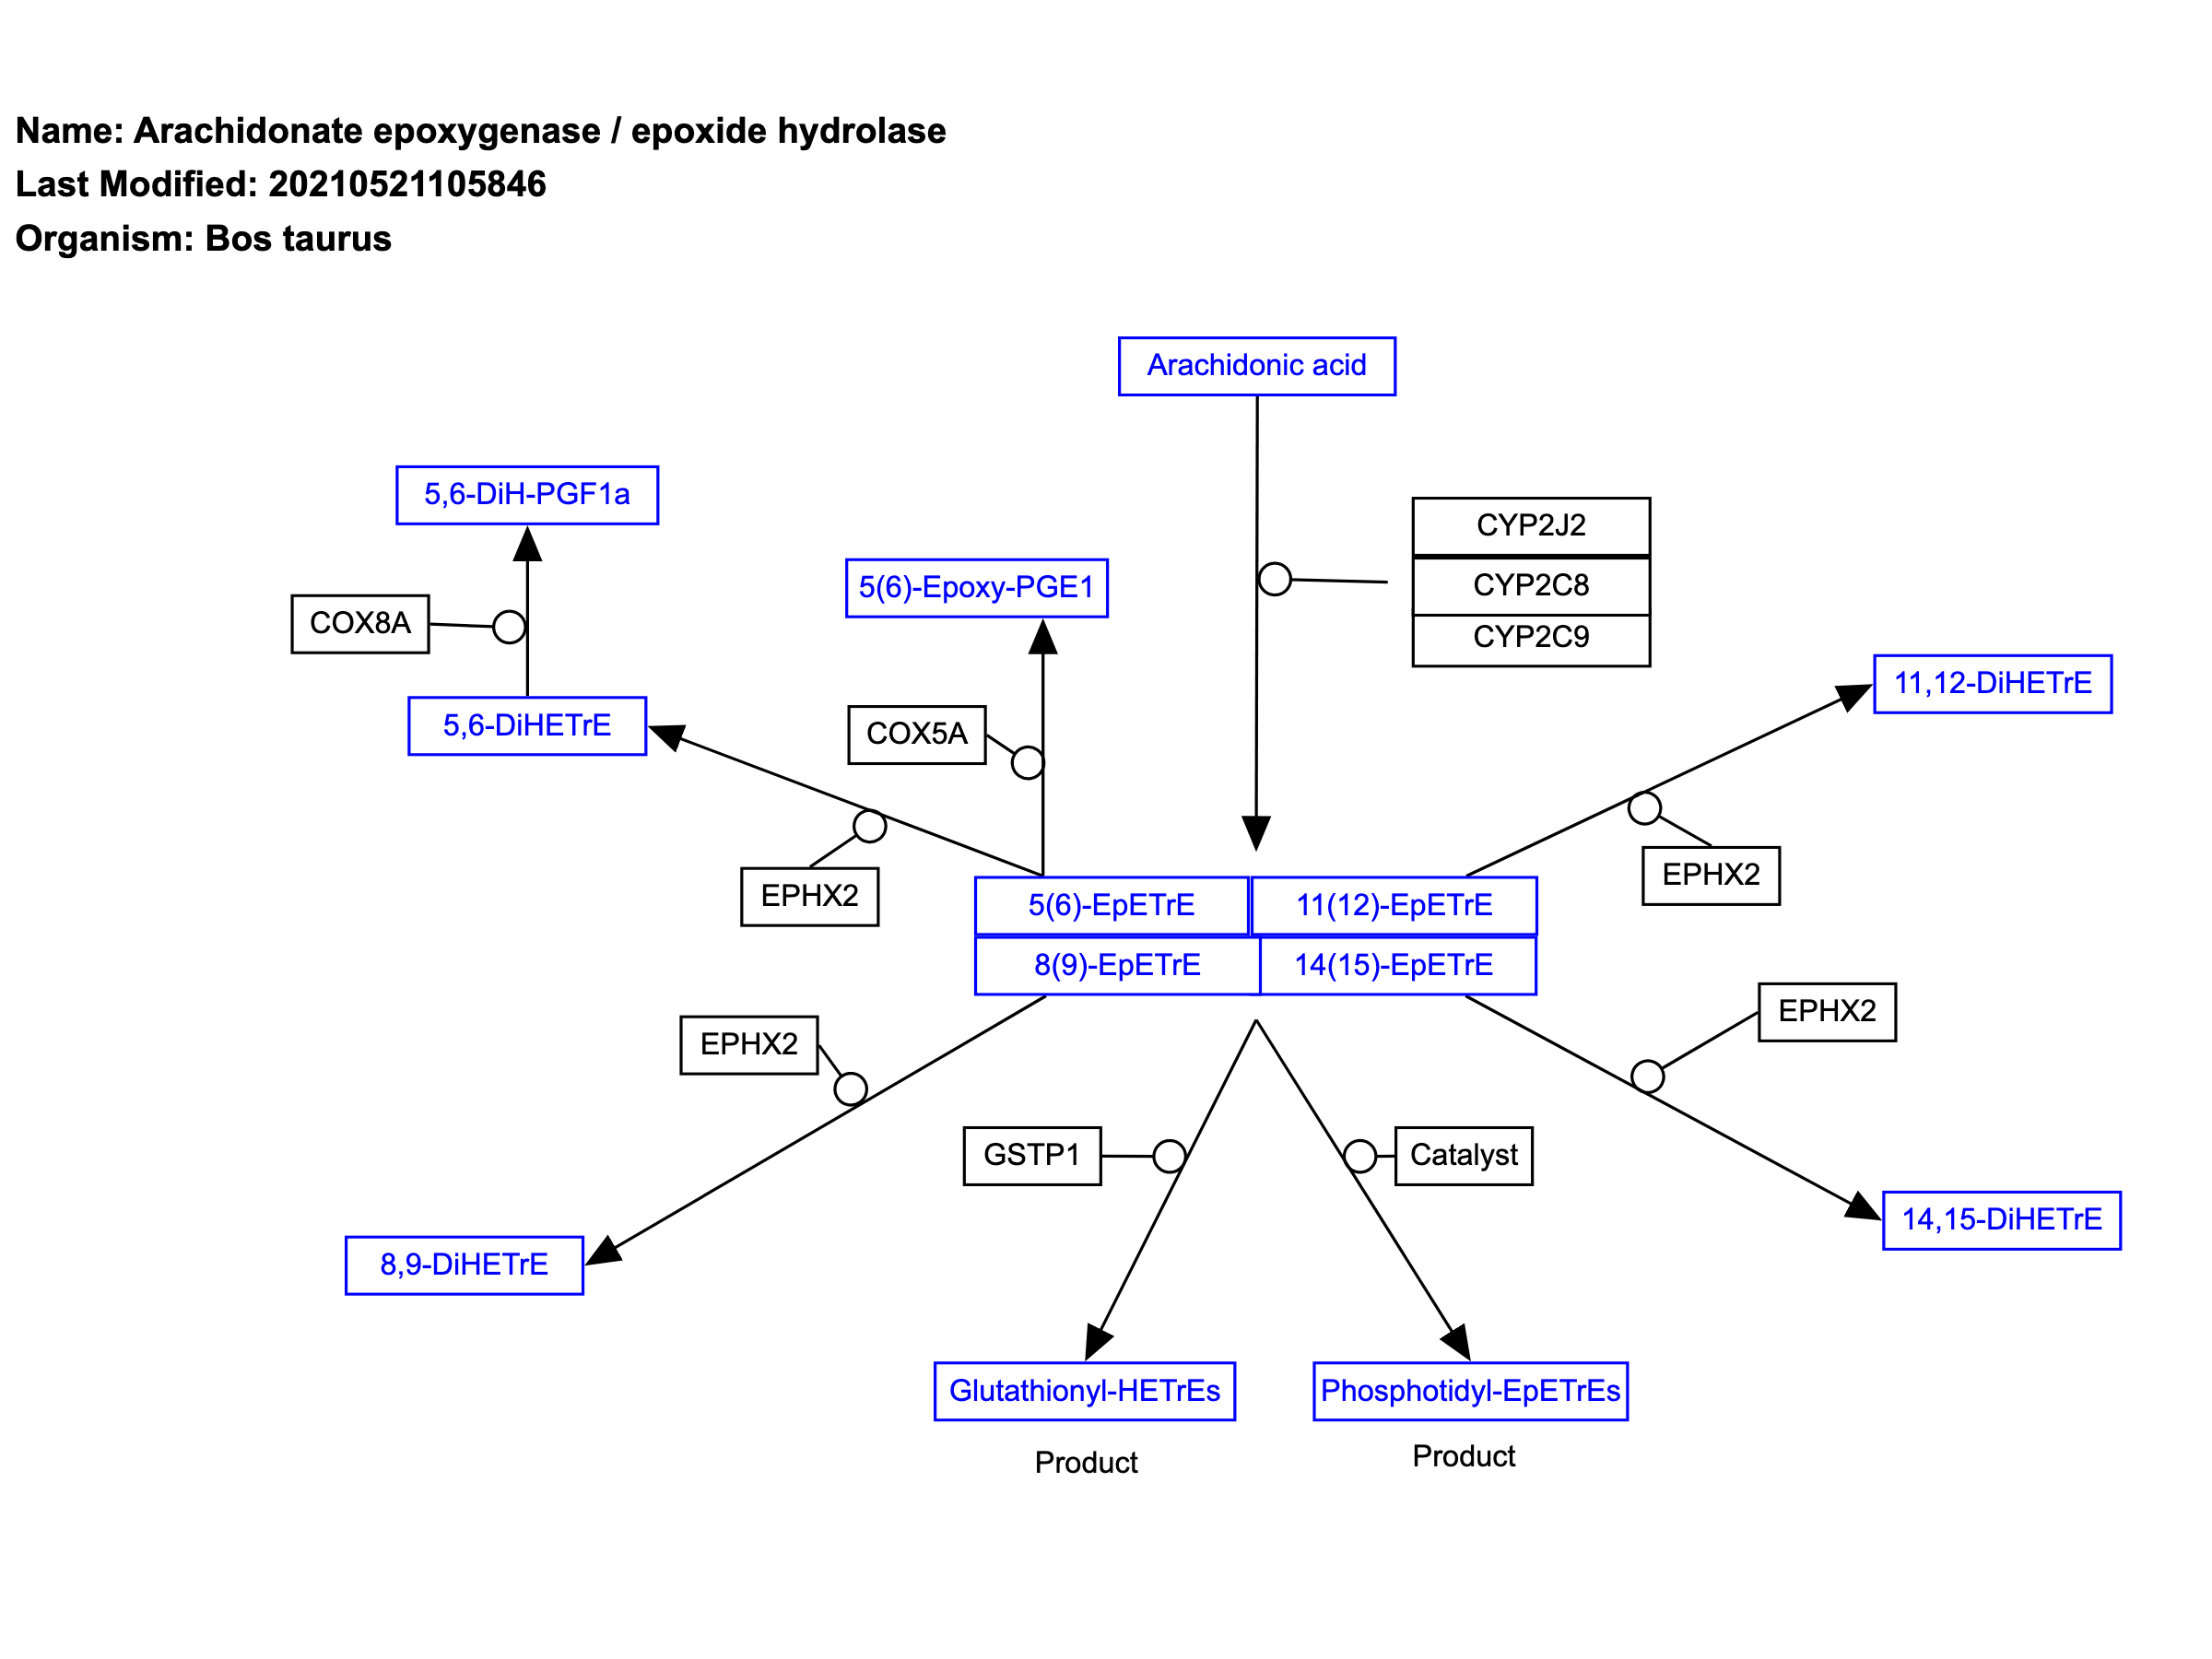 Name: Arachidonate epoxygenase / epoxide hydrolase
Last Modified: 20210521105846
Organism: Bos taurus
Arachidonic acid
5,6-DiH-PGF1a
CYP2J2
5(6)-Epoxy-PGE1
CYP2C8
COX8A
CYP2C9
11,12-DiHETrE
5,6-DiHETrE
COX5A
EPHX2
EPHX2
5(6)-EpETrE
11(12)-EpETrE
8(9)-EpETrE
14(15)-EpETrE
EPHX2
EPHX2
GSTP1
Catalyst
14,15-DiHETrE
8,9-DiHETrE
Glutathionyl-HETrEs
Phosphotidyl-EpETrEs
Product
Product